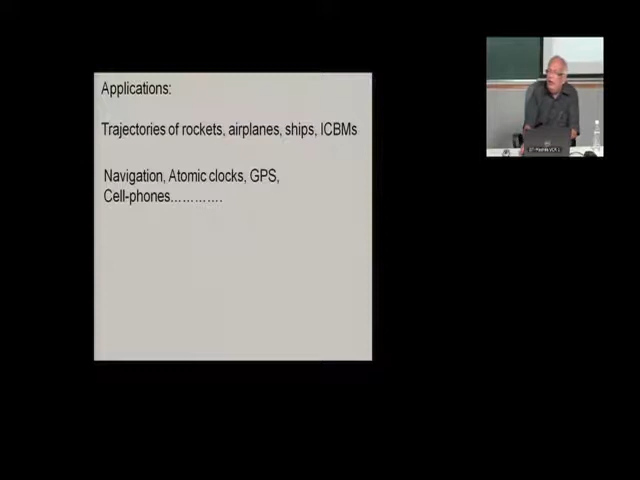 Applications:
Trajectories of rockets, airplanes, ships, ICBMs
Navigation, Atomic clocks, GPS,
Cell-phones………….